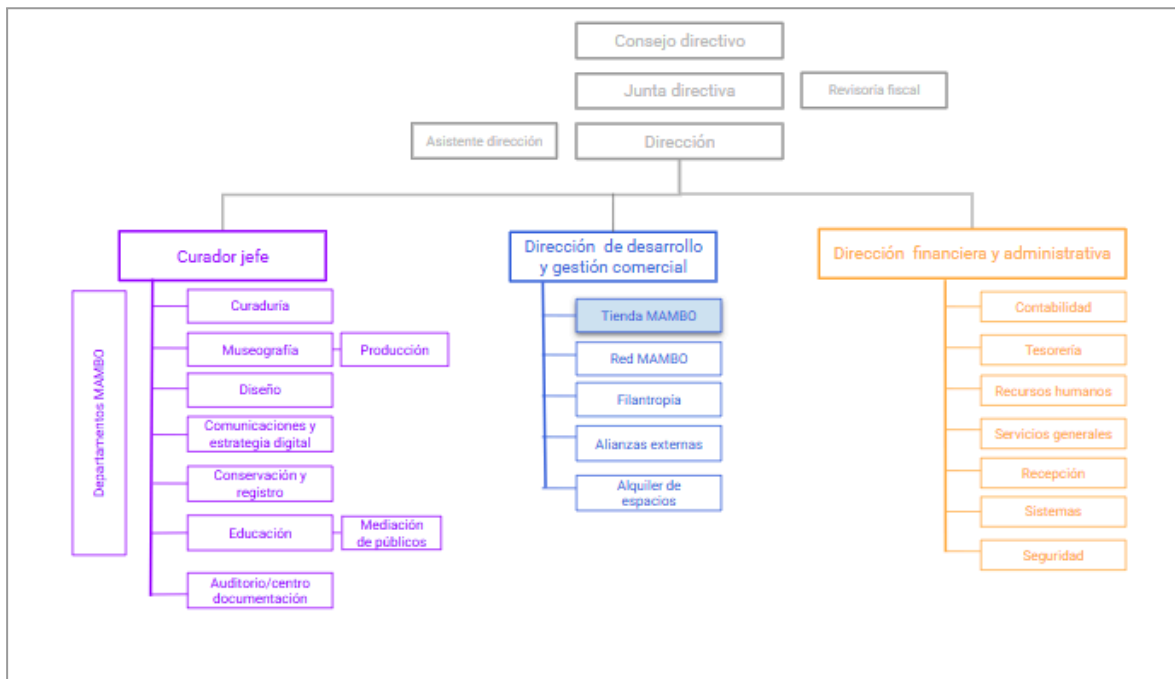 Consejo directivo
Junta directiva
Revisoría fiscal
Asistente dirección
Dirección
Curador jefe
Departamentos MAMBO
Curaduría
Museografía
Producción
Diseño
Comunicaciones y
estrategia digital
Conservación y
registro
Educación
Mediación
de públicos
Auditorio/centro
documentación
Dirección de desarrollo
y gestión comercial
Tienda MAMBO
Red MAMBO
Filantropía
Alianzas externas
Alquiler de
espacios
Dirección financiera y administrativa
Contabilidad
Tesorería
Recursos humanos
Servicios generales
Recepción
Sistemas
Seguridad